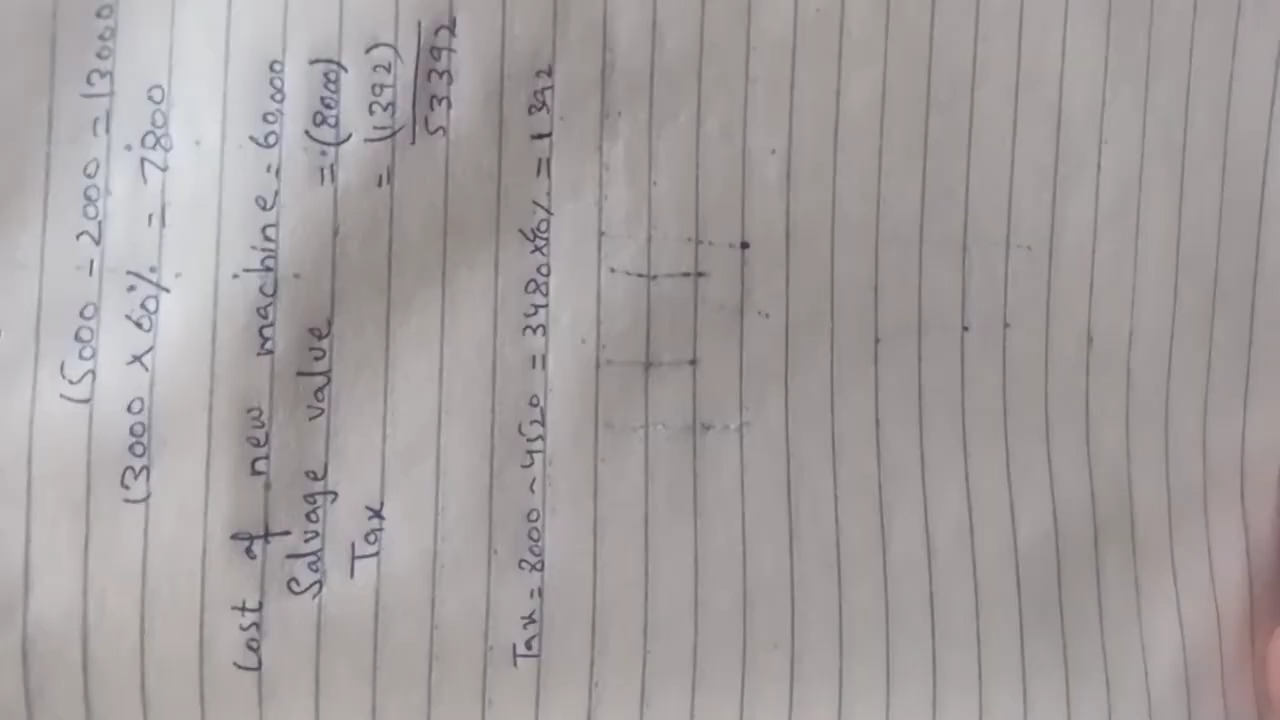 15000 - 2000 = 13000
13000 x 60% = 7800
Cost of new machine = 60,000
Salvage value = (8000)
Tax = (1392)
53392
Tax = 8000 - 4520 = 3480 x 40% = 1392